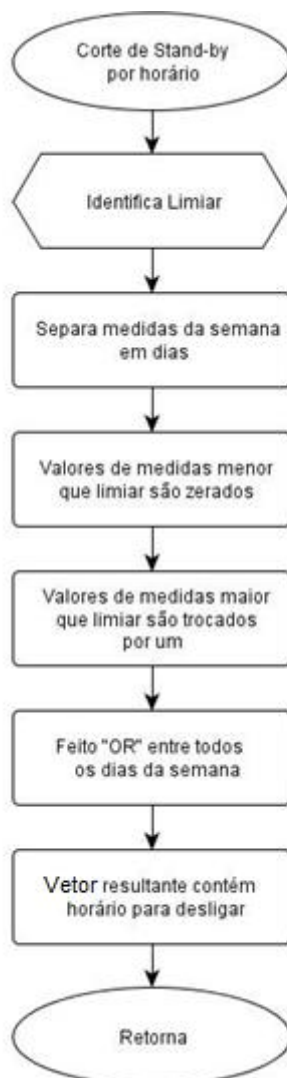 Corte de Stand-by
por horário
Identifica Limiar
Separa medidas da semana
em dias
Valores de medidas menor
que limiar são zerados
Valores de medidas maior
que limiar são trocados
por um
Feito "OR" entre todos
os dias da semana
Vetor resultante contém
horário para desligar
Retorna